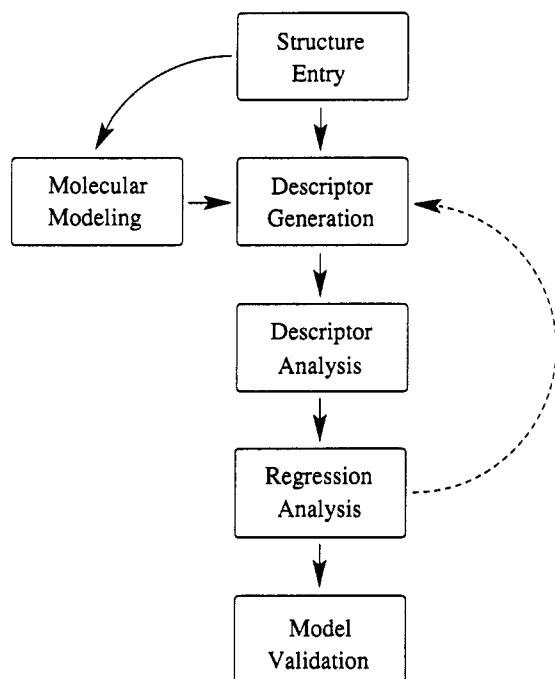 Structure
Entry
Molecular
Modeling
Descriptor
Generation
Descriptor
Analysis
Regression
Analysis
Model
Validation